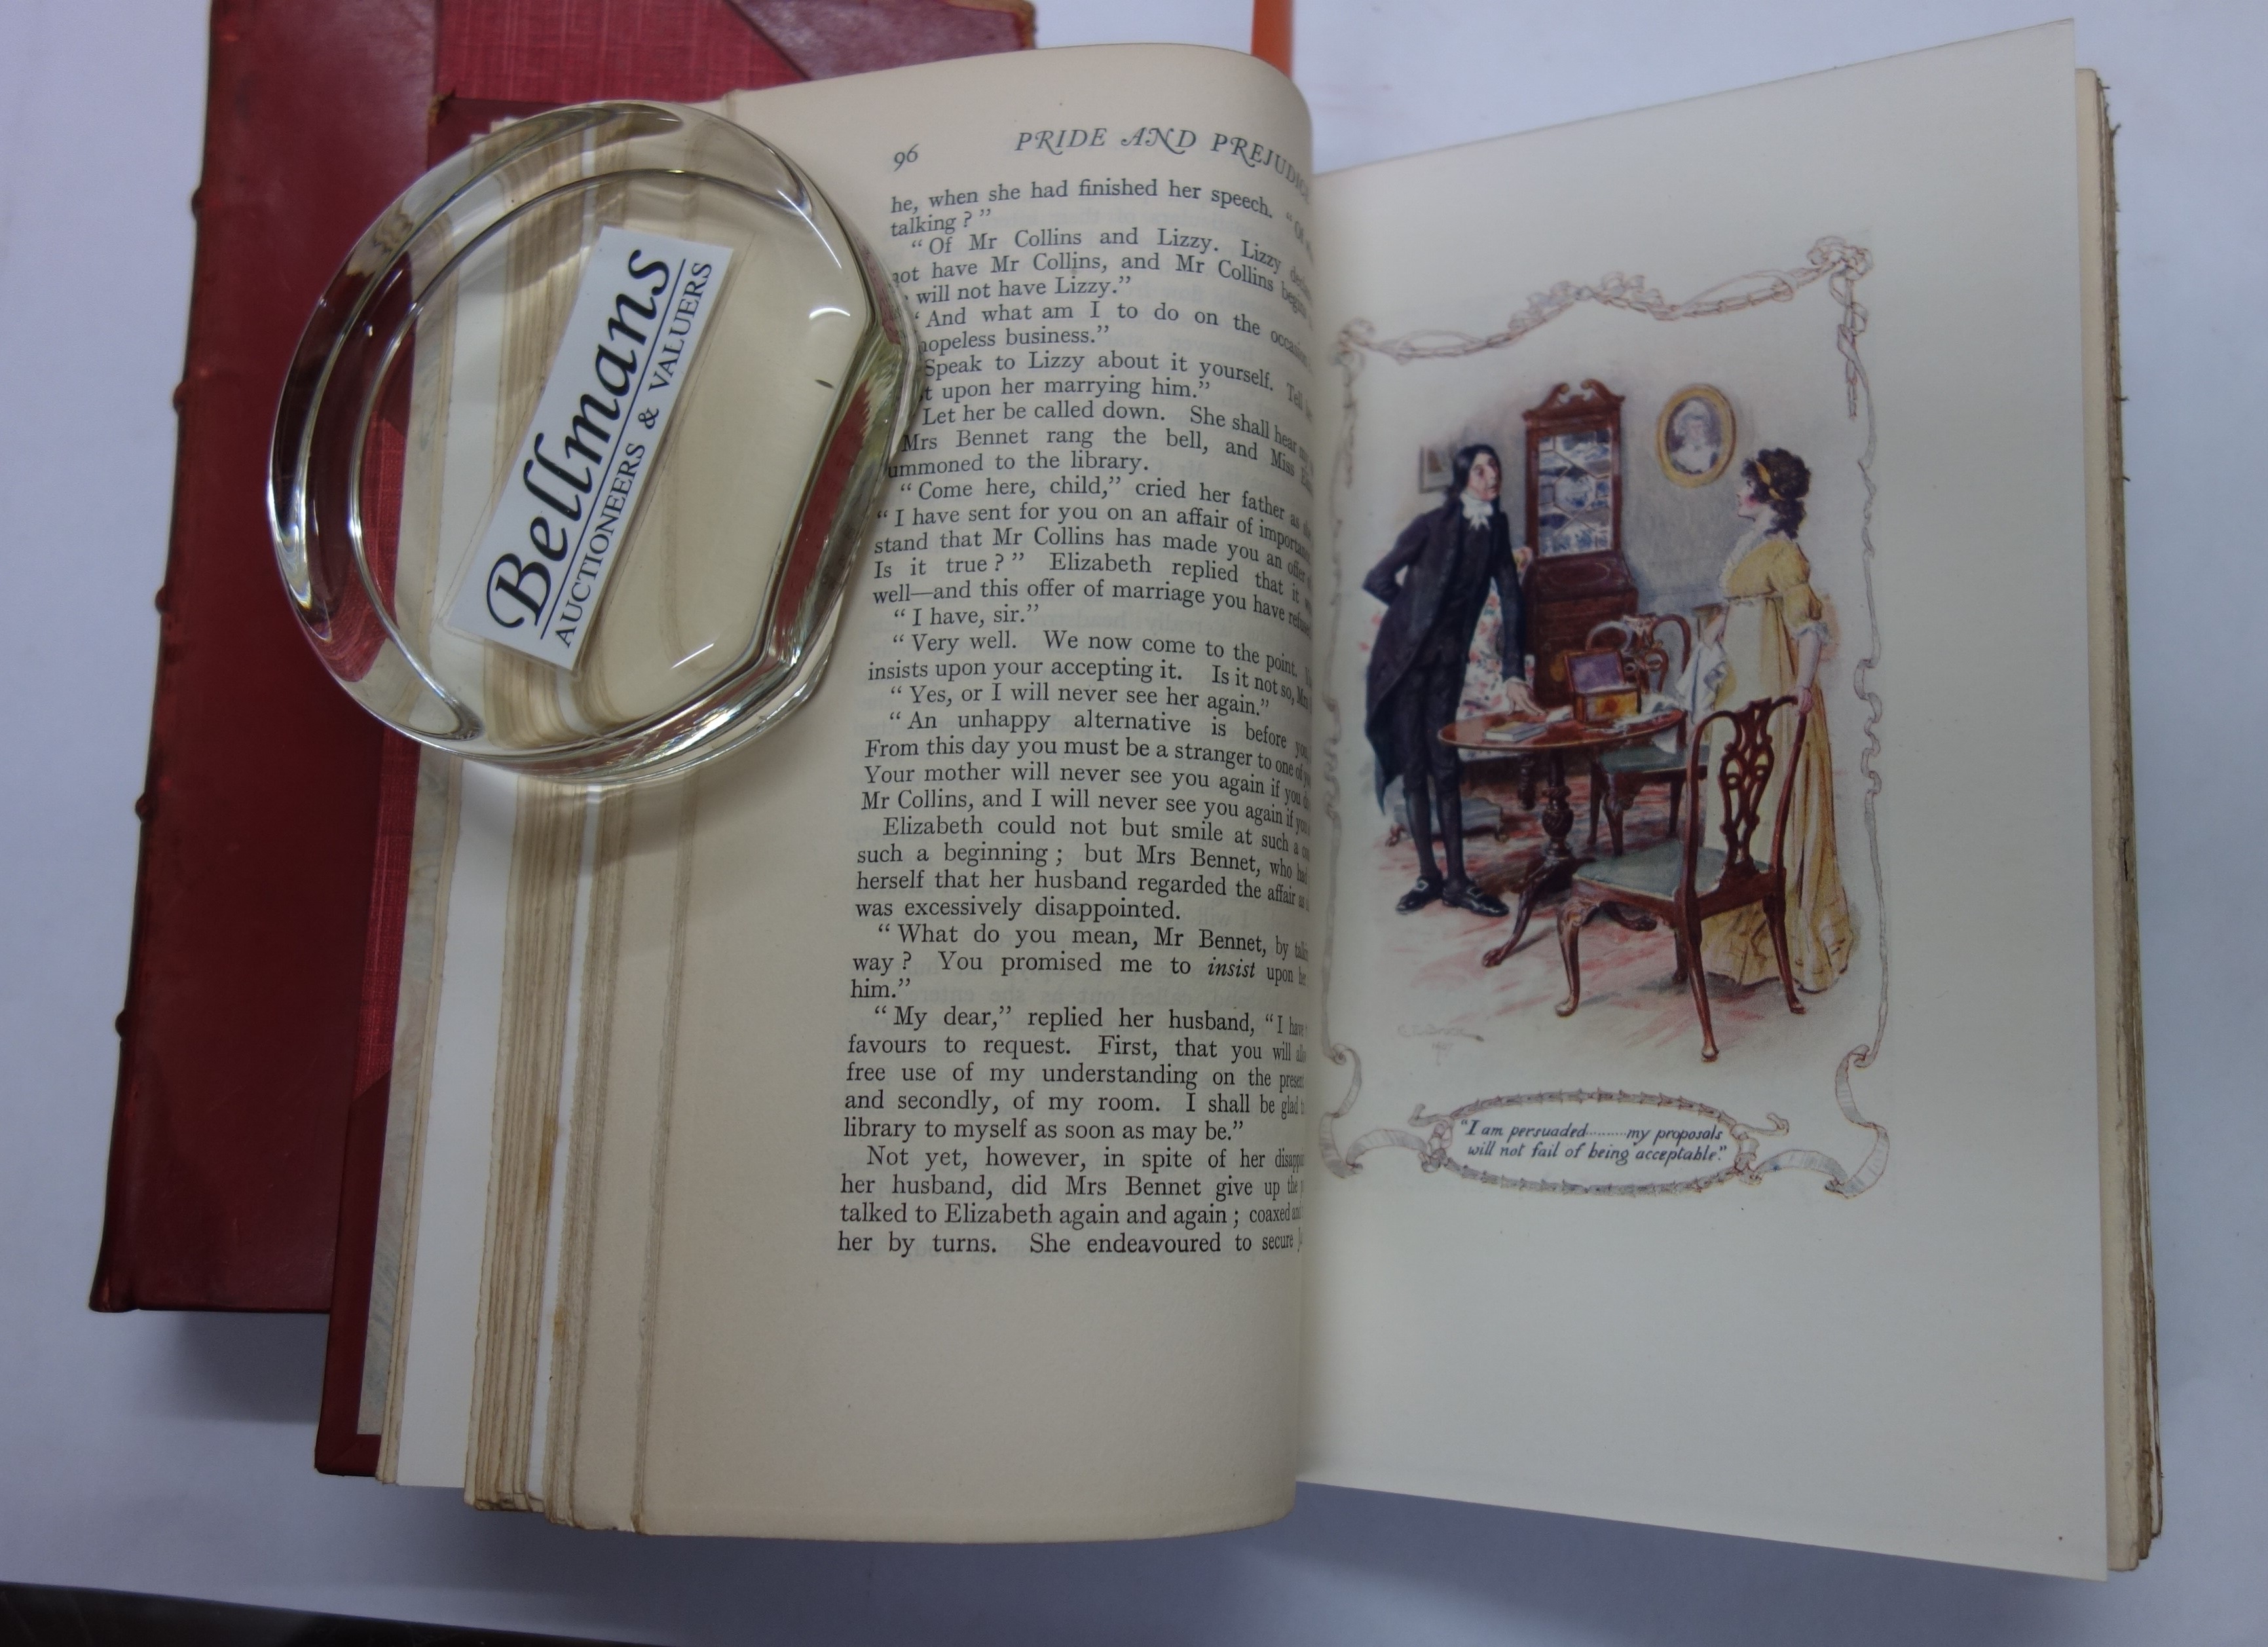 Bellmans
AUCTIONEERS & VALUERS
96 PRIDE AND PREJUDIC
he, when she had finished her speech. "Of
talking?"
"Of Mr Collins and Lizzy. Lizzy
not have Mr Collins, and Mr Collins
will not have Lizzy."
"And what am I to do on the
hopeless business."
Speak to Lizzy about it yourself. Tell
upon her marrying him."
Let her be called down. She shall hear
Mrs Bennet rang the bell, and Miss
ummoned to the library.
"Come here, child," cried her father as
"I have sent for you on an affair of
stand that Mr Collins has made you an offer
Is it true?" Elizabeth replied that it
well—and this offer of marriage you have
"I have, sir."
"Very well. We now come to the point.
insists upon your accepting it. Is it not so,
"Yes, or I will never see her again."
"An unhappy alternative is before
From this day you must be a stranger to one of
Your mother will never see you again if you
Mr Collins, and I will never see you again if
Elizabeth could not but smile at such a
such a beginning; but Mrs Bennet, who
herself that her husband regarded the affair as
was excessively disappointed.
"What do you mean, Mr Bennet, by
way? You promised me to insist upon
him."
"My dear," replied her husband, "I have
favours to request. First, that you will
free use of my understanding on the
and secondly, of my room. I shall be glad
library to myself as soon as may be."
Not yet, however, in spite of her
her husband, did Mrs Bennet give up the
talked to Elizabeth again and again; coaxed
her by turns. She endeavoured to secure
"I am persuaded.........my proposals
will not fail of being acceptable."